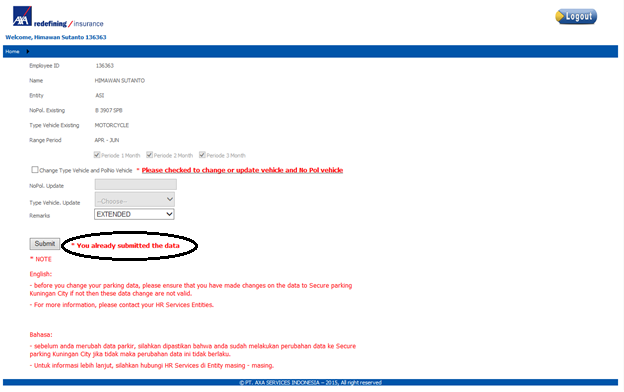 AXA redefining / insurance
Logout
Welcome, Himawan Sutanto 136363
Home
Employee ID 136363
Name HIMAWAN SUTANTO
Entity ASI
NoPol. Existing B 3907 SPB
Type Vehicle Existing MOTORCYCLE
Range Period APR - JUN
Periode 1 Month Periode 2 Month Periode 3 Month
Change Type Vehicle and PolNo Vehicle * Please checked to change or update vehicle and No Pol vehicle
NoPol. Update
Type Vehicle. Update --Choose--
Remarks EXTENDED
Submit * You already submitted the data
* NOTE
English:
- before you change your parking data, please ensure that you have made changes on the data to Secure parking
Kuningan City if not then these data change are not valid.
- For more information, please contact your HR Services Entities.
Bahasa:
- sebelum anda merubah data parkir, silahkan dipastikan bahwa anda sudah melakukan perubahan data ke Secure
parking Kuningan City jika tidak maka perubahan data ini tidak berlaku.
- Untuk informasi lebih lanjut, silahkan hubungi HR Services di Entity masing - masing.
© PT. AXA SERVICES INDONESIA – 2015, All right reserved